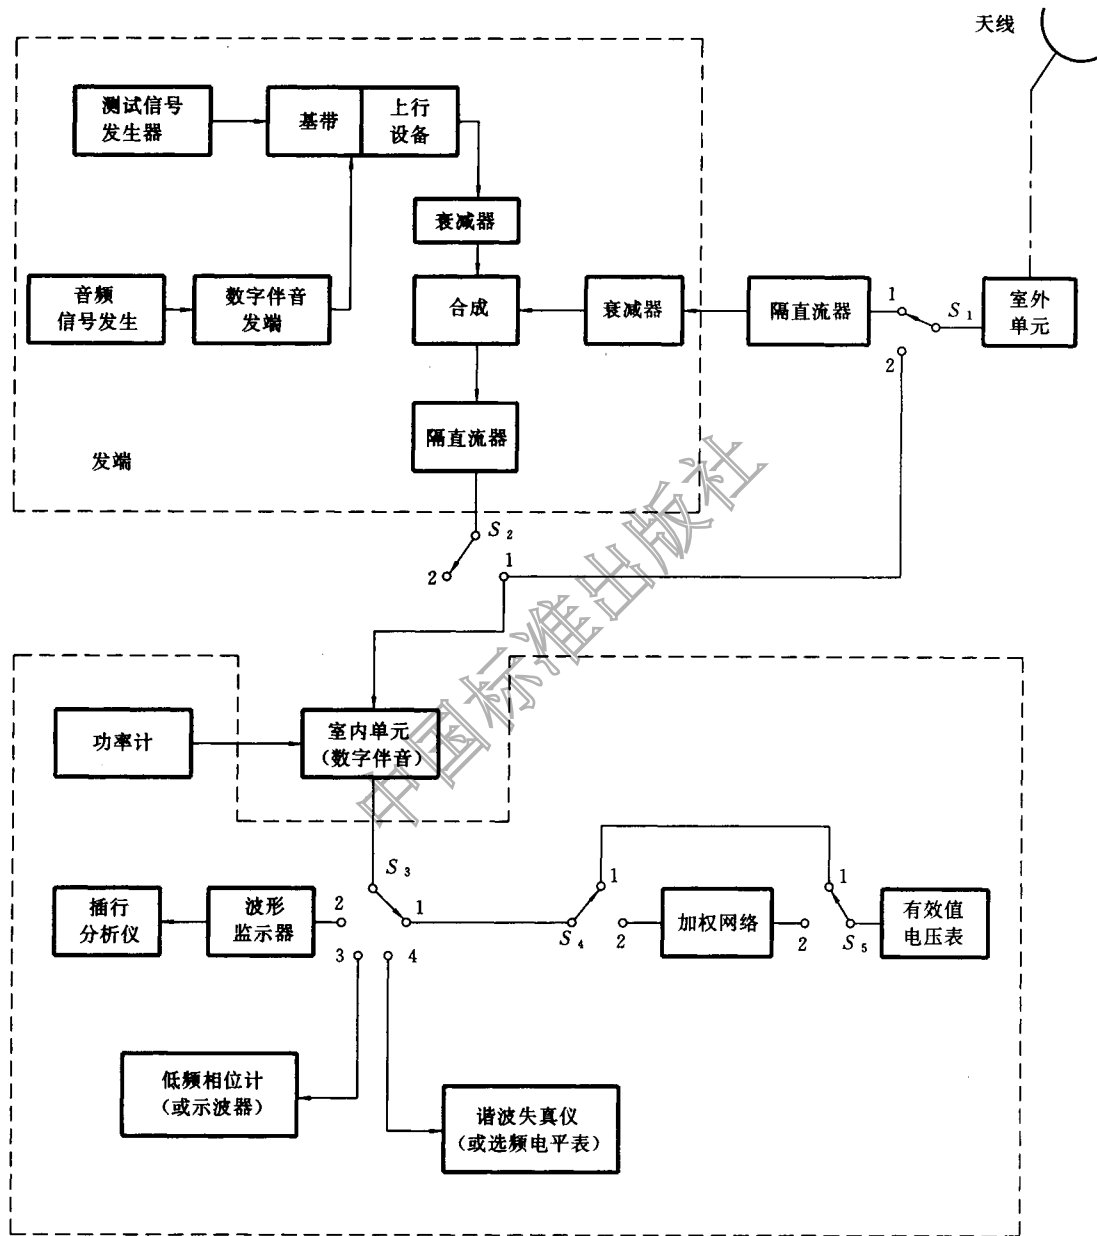 天线
测试信号
发生器
基带
上行
设备
衰减器
音频
信号发生
数字伴音
发端
合成
衰减器
隔直流器
1
S1
2
室外
单元
隔直流器
发端
S2
2
1
功率计
室内单元
(数字伴音)
S3
1
1
插行
分析仪
波形
监示器
2
1
S4
2
加权网络
2
S5
有效值
电压表
3
4
低频相位计
(或示波器)
谐波失真仪
(或选频电平表)
中国标准出版社